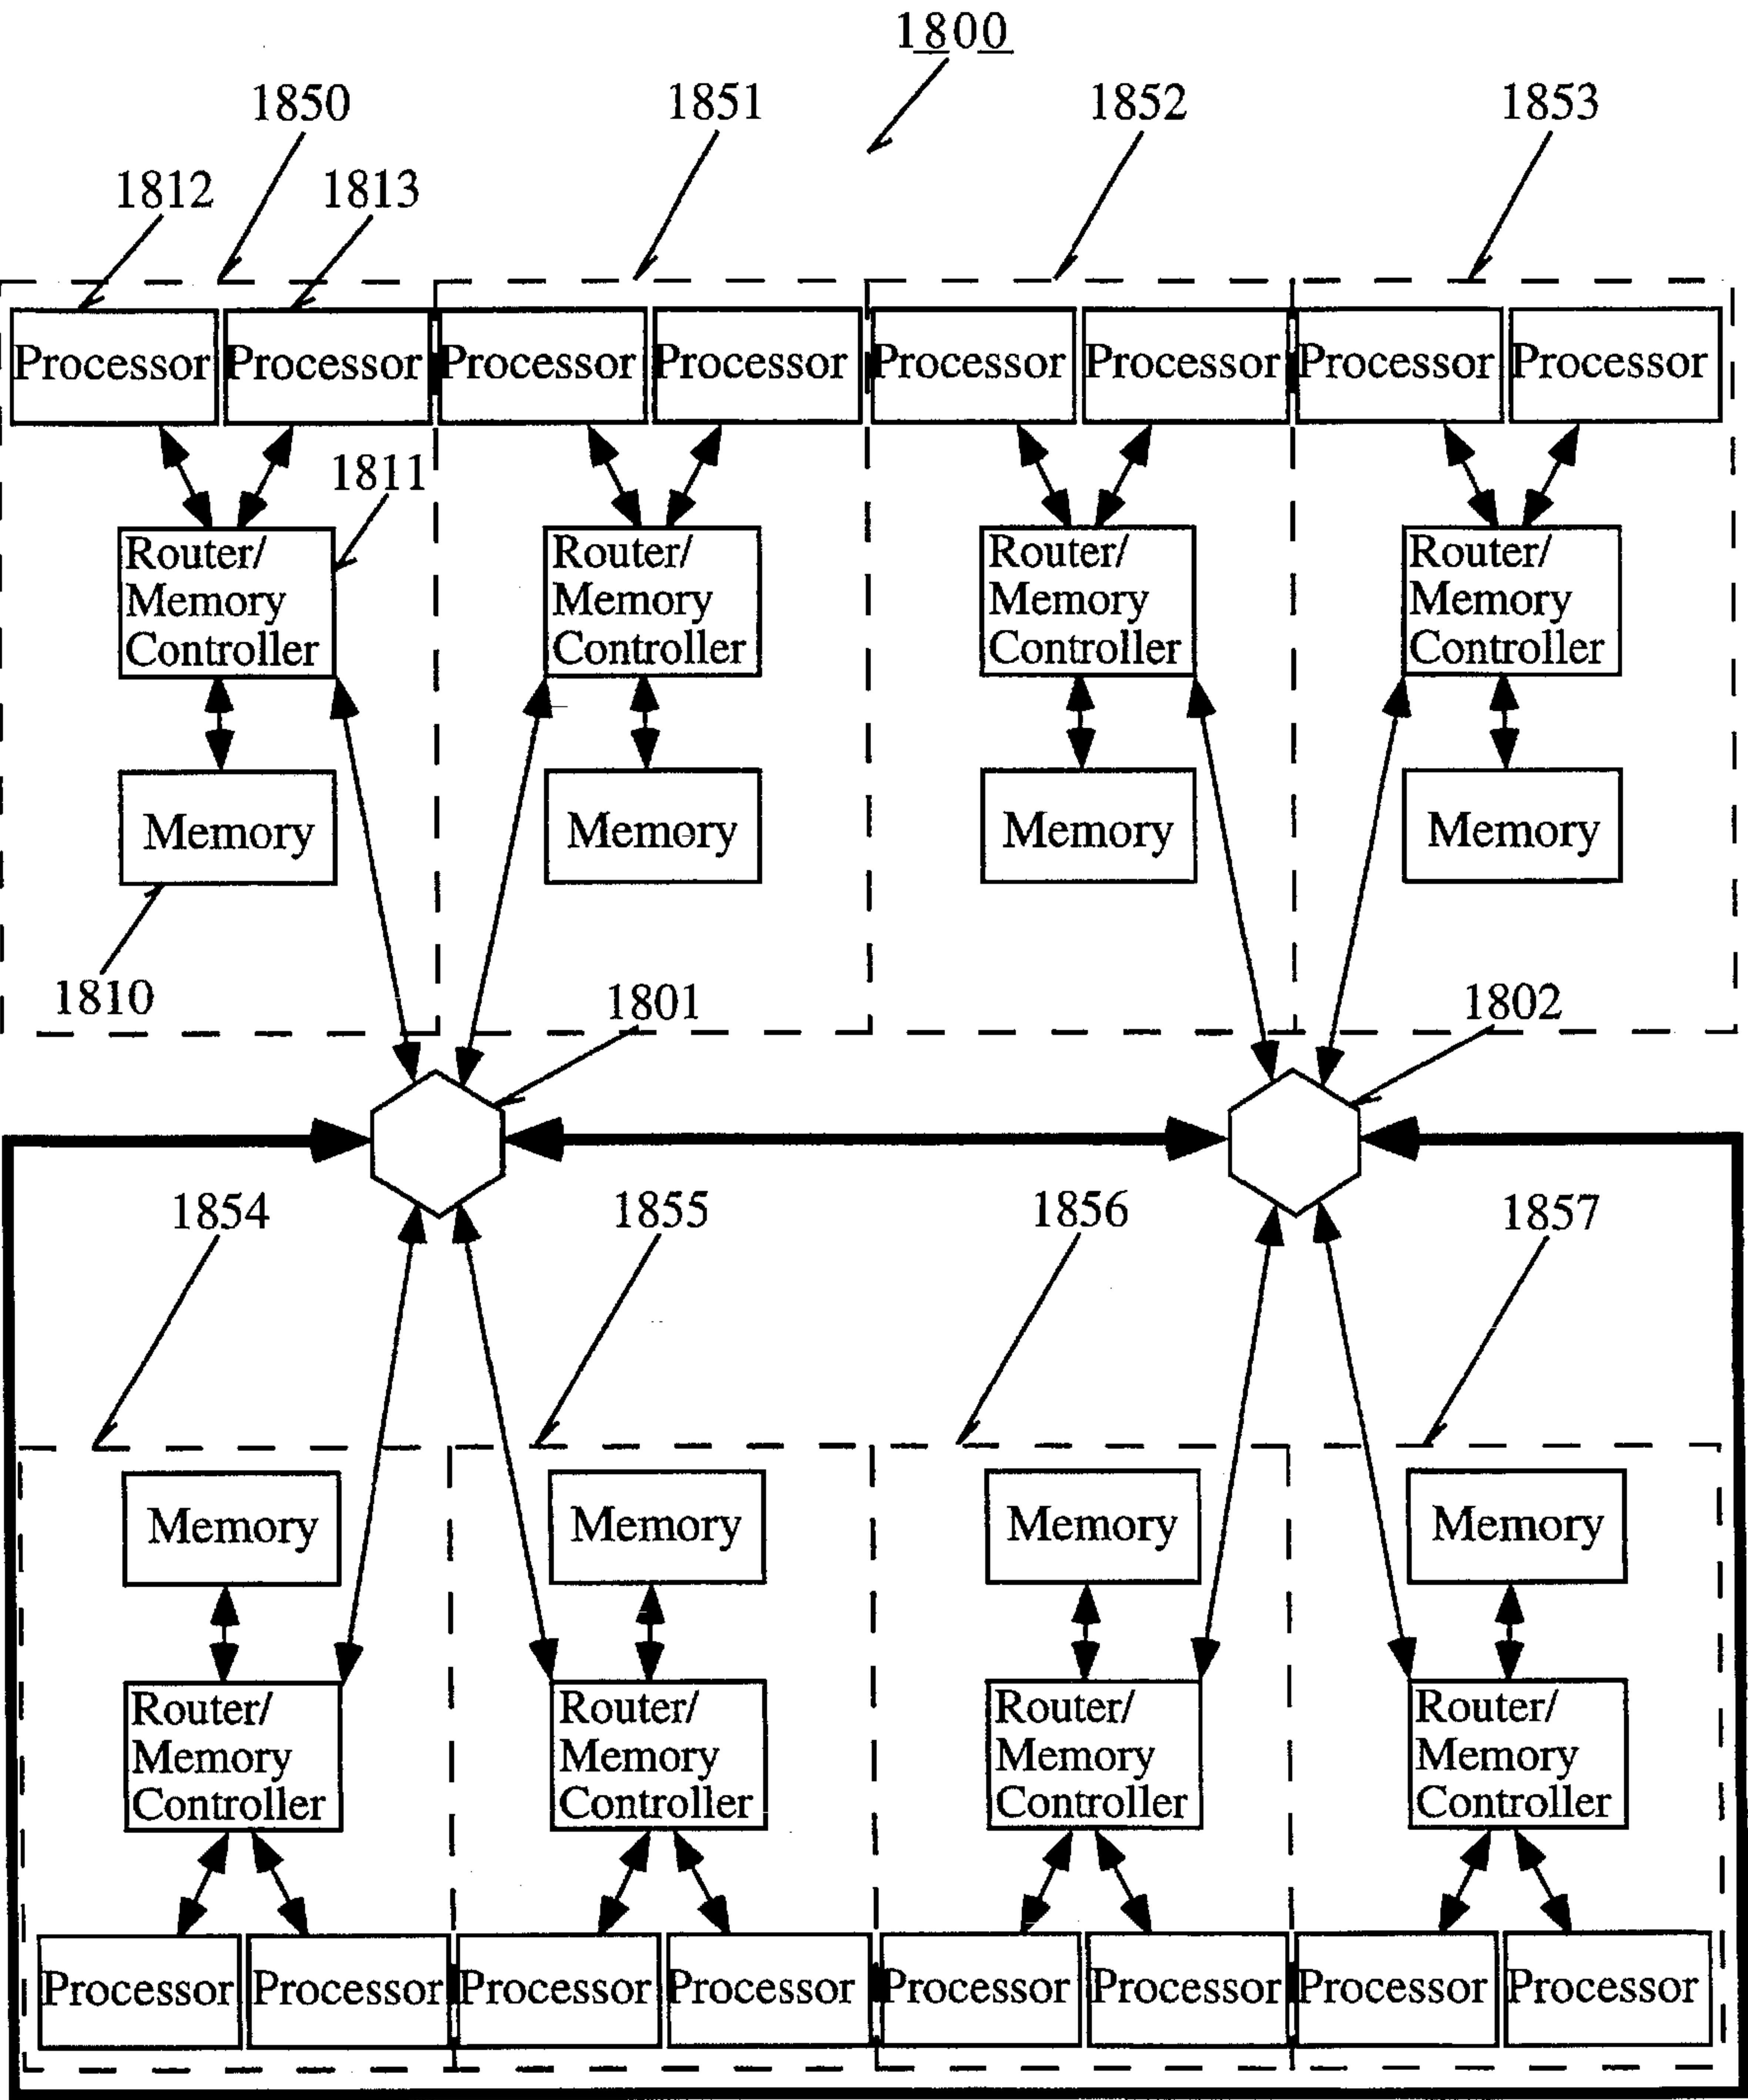 1800
1850
1851
1852
1853
1812
1813
Processor
Processor
Processor
Processor
Processor
Processor
Processor
Processor
1811
Router/
Memory
Controller
Router/
Memory
Controller
Router/
Memory
Controller
Router/
Memory
Controller
Memory
Memory
Memory
Memory
1810
1801
1802
1854
1855
1856
1857
Memory
Memory
Memory
Memory
Router/
Memory
Controller
Router/
Memory
Controller
Router/
Memory
Controller
Router/
Memory
Controller
Processor
Processor
Processor
Processor
Processor
Processor
Processor
Processor